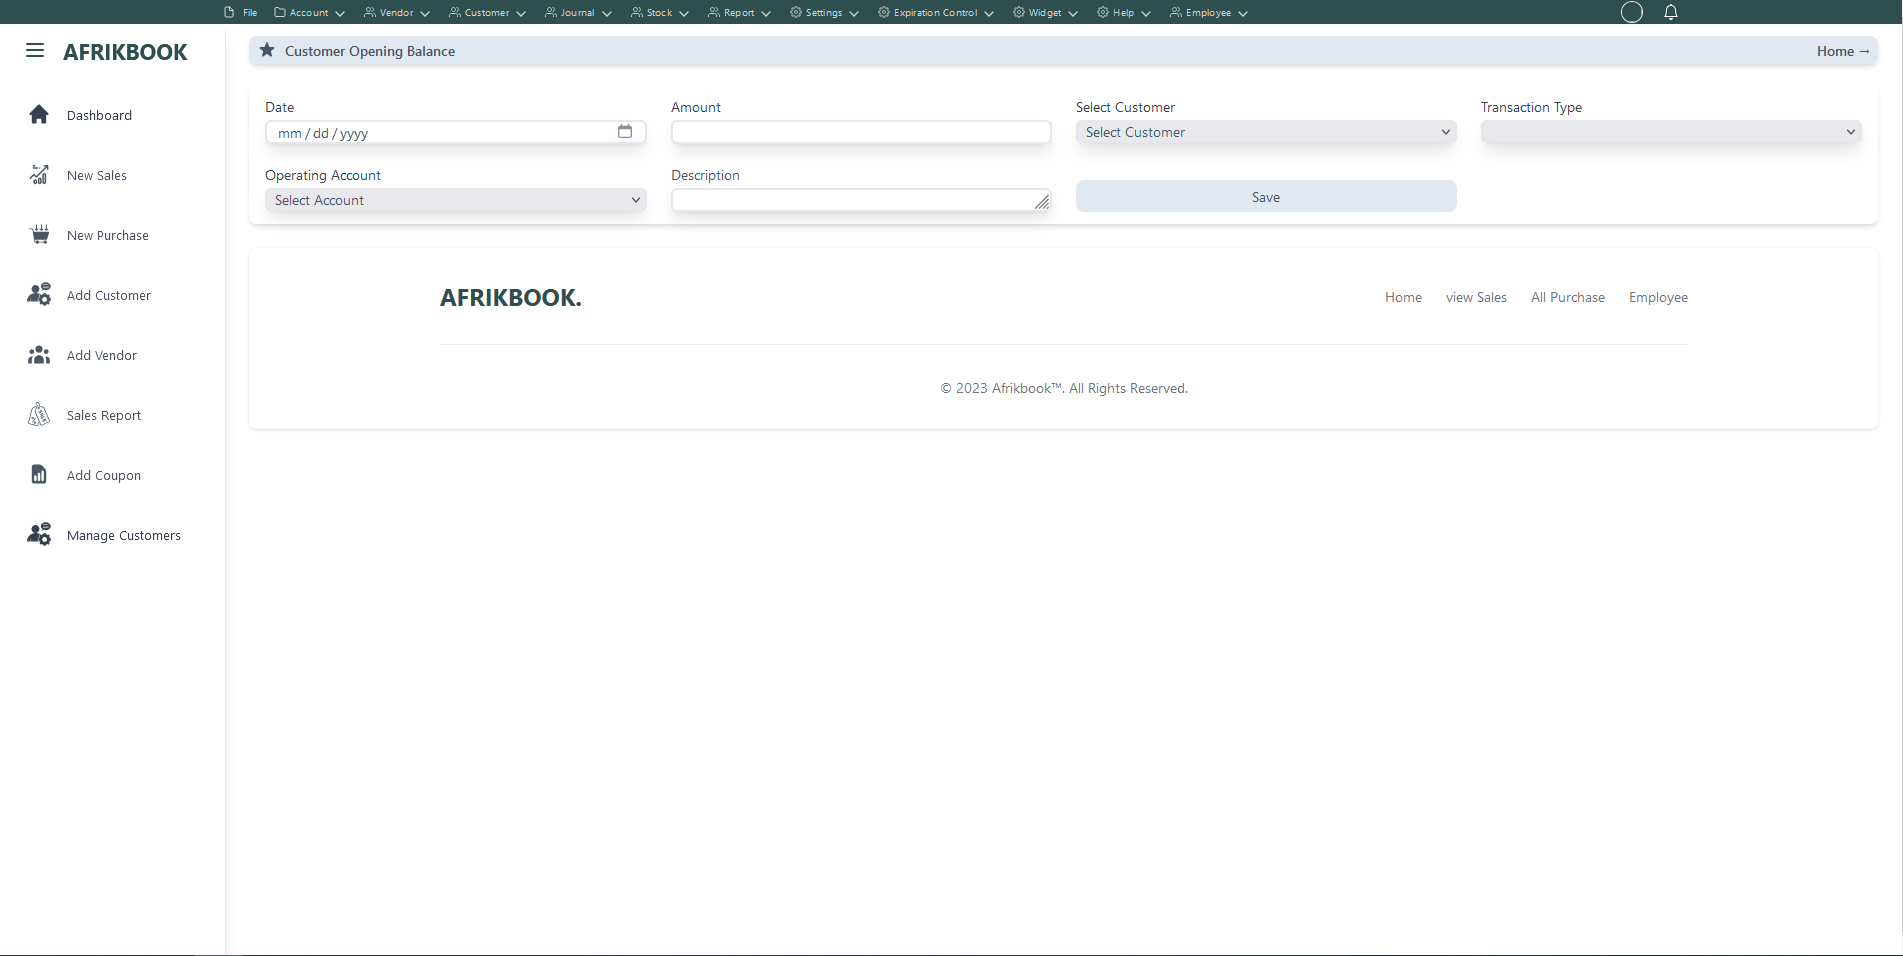 File Account Vendor Customer Journal Stock Report Settings Expiration Control Widget Help Employee
AFRIKBOOK
Dashboard
New Sales
New Purchase
Add Customer
Add Vendor
Sales Report
Add Coupon
Manage Customers
Customer Opening Balance Home →
Date Amount Select Customer Transaction Type
mm / dd / yyyy Select Customer
Operating Account Description
Select Account Save
AFRIKBOOK. Home view Sales All Purchase Employee
© 2023 Afrikbook™. All Rights Reserved.